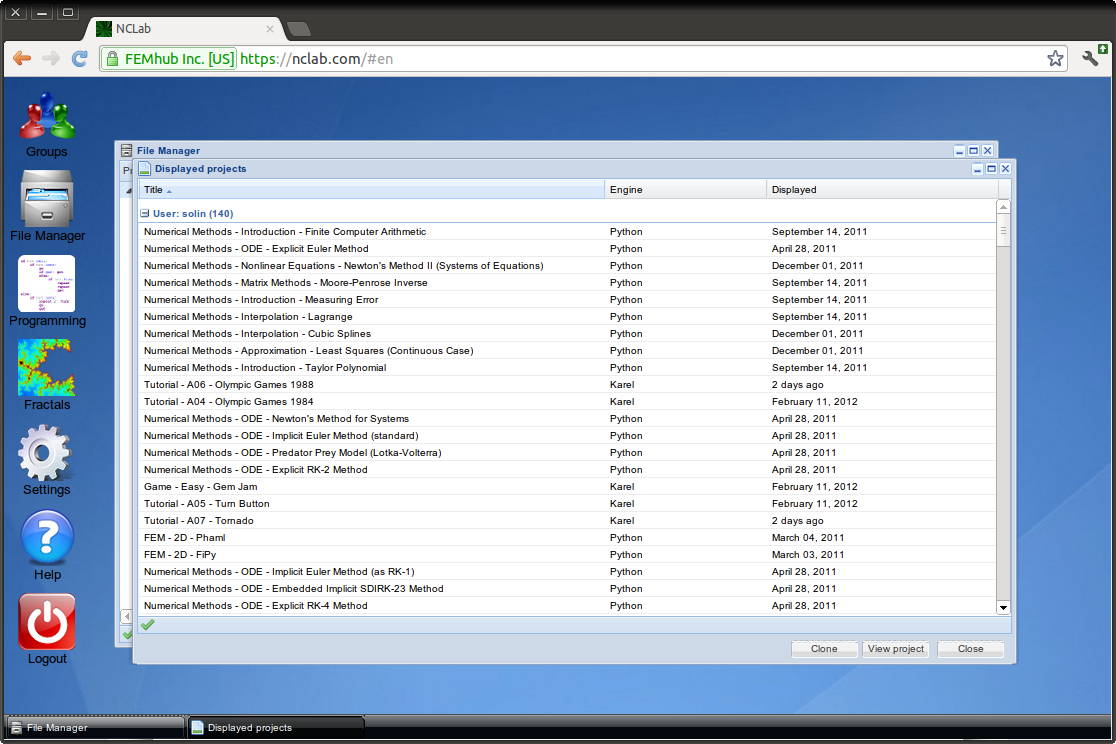 NCLab
FEMhub Inc. [US] https://nclab.com/#en
Groups
File Manager
Programming
Fractals
Settings
Help
Logout
File Manager
Displayed projects
Title Engine Displayed
User: solin (140)
Numerical Methods - Introduction - Finite Computer Arithmetic Python September 14, 2011
Numerical Methods - ODE - Explicit Euler Method Python April 28, 2011
Numerical Methods - Nonlinear Equations - Newton's Method II (Systems of Equations) Python December 01, 2011
Numerical Methods - Matrix Methods - Moore-Penrose Inverse Python September 14, 2011
Numerical Methods - Introduction - Measuring Error Python September 14, 2011
Numerical Methods - Interpolation - Lagrange Python September 14, 2011
Numerical Methods - Interpolation - Cubic Splines Python December 01, 2011
Numerical Methods - Approximation - Least Squares (Continuous Case) Python December 01, 2011
Numerical Methods - Introduction - Taylor Polynomial Python September 14, 2011
Tutorial - A06 - Olympic Games 1988 Karel 2 days ago
Tutorial - A04 - Olympic Games 1984 Karel February 11, 2012
Numerical Methods - ODE - Newton's Method for Systems Python April 28, 2011
Numerical Methods - ODE - Implicit Euler Method (standard) Python April 28, 2011
Numerical Methods - ODE - Predator Prey Model (Lotka-Volterra) Python April 28, 2011
Numerical Methods - ODE - Explicit RK-2 Method Python April 28, 2011
Game - Easy - Gem Jam Karel February 11, 2012
Tutorial - A05 - Turn Button Karel February 11, 2012
Tutorial - A07 - Tornado Karel 2 days ago
FEM - 2D - Phaml Python March 04, 2011
FEM - 2D - FiPy Python March 03, 2011
Numerical Methods - ODE - Implicit Euler Method (as RK-1) Python April 28, 2011
Numerical Methods - ODE - Embedded Implicit SDIRK-23 Method Python April 28, 2011
Numerical Methods - ODE - Explicit RK-4 Method Python April 28, 2011
Clone View project Close
File Manager Displayed projects